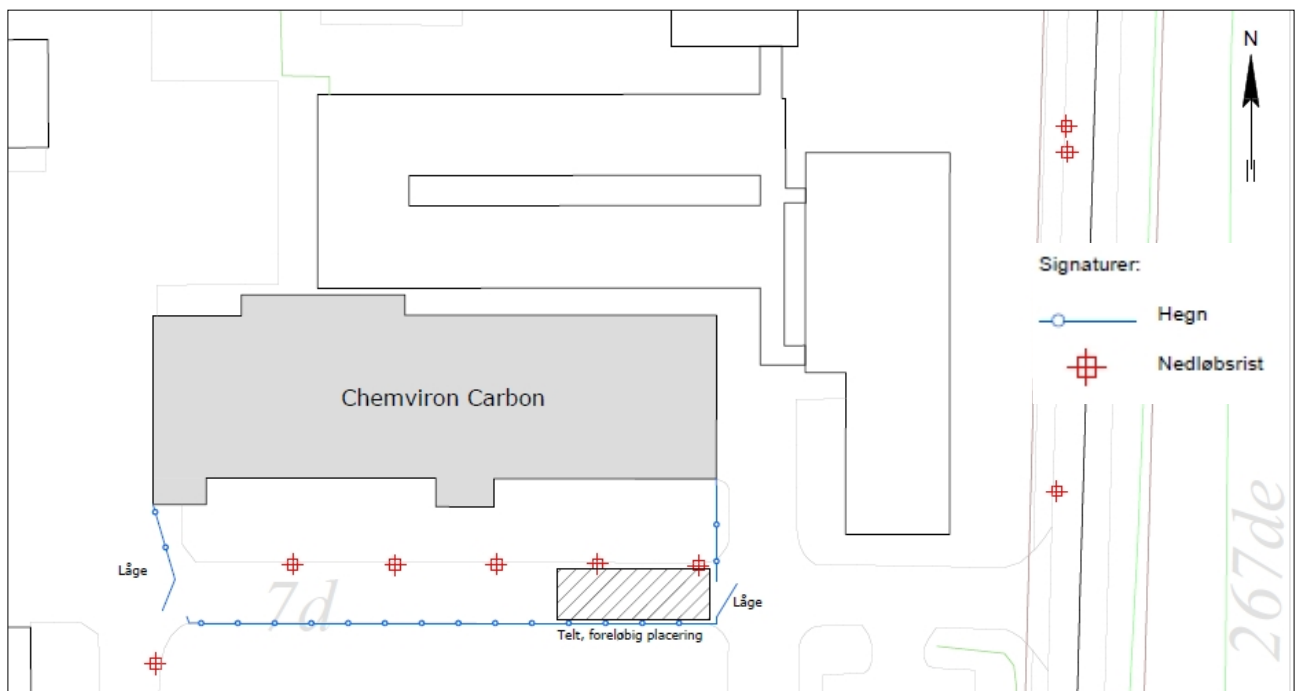 N
Signaturer:
Hegn
Nedløbsrist
Chemviron Carbon
267de
Låge
7d
Låge
Telt, foreløbig placering